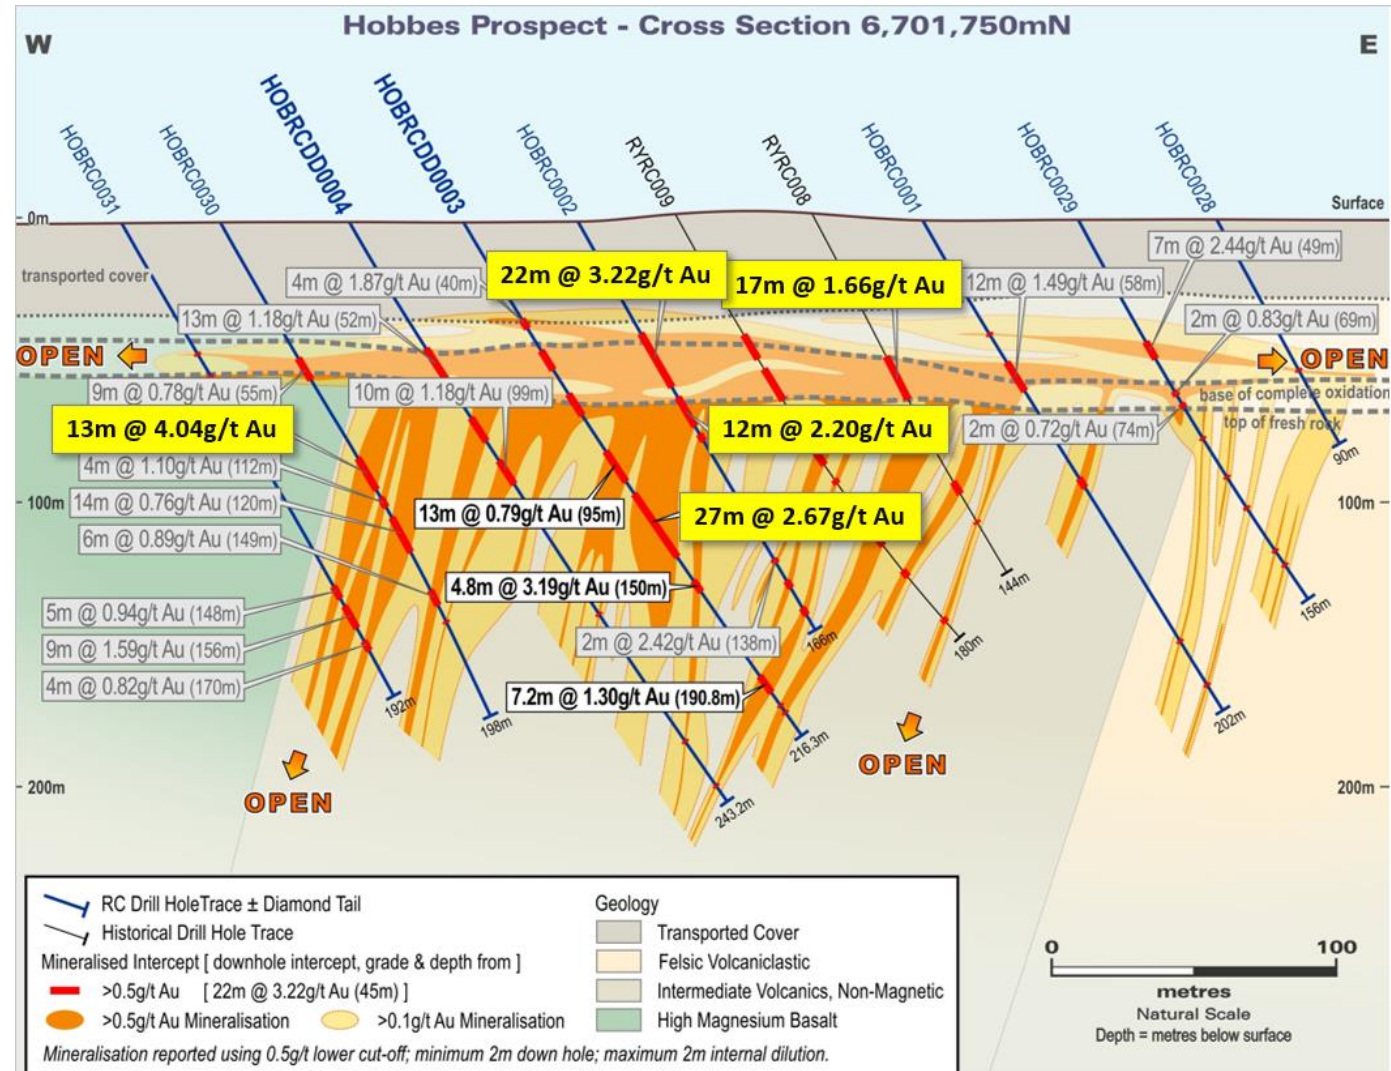 Hobbes Prospect - Cross Section 6,701,750mN
W
E
HOBRC0031
HOBRC0030
HOBRCDD0004
HOBRCDD0003
HOBRC0002
RYRC009
RYRC008
HOBRC0001
HOBRC0029
HOBRC0028
0m
Surface
transported cover
7m @ 2.44g/t Au (49m)
4m @ 1.87g/t Au (40m)
22m @ 3.22g/t Au
17m @ 1.66g/t Au
12m @ 1.49g/t Au (58m)
13m @ 1.18g/t Au (52m)
2m @ 0.83g/t Au (69m)
OPEN
OPEN
9m @ 0.78g/t Au (55m)
10m @ 1.18g/t Au (99m)
base of complete oxidation
top of fresh rock
13m @ 4.04g/t Au
12m @ 2.20g/t Au
2m @ 0.72g/t Au (74m)
90m
4m @ 1.10g/t Au (112m)
100m
14m @ 0.76g/t Au (120m)
13m @ 0.79g/t Au (95m)
27m @ 2.67g/t Au
100m
6m @ 0.89g/t Au (149m)
4.8m @ 3.19g/t Au (150m)
144m
5m @ 0.94g/t Au (148m)
156m
9m @ 1.59g/t Au (156m)
2m @ 2.42g/t Au (138m)
166m
180m
4m @ 0.82g/t Au (170m)
7.2m @ 1.30g/t Au (190.8m)
192m
198m
216.3m
202m
OPEN
OPEN
200m
200m
243.2m
RC Drill HoleTrace ± Diamond Tail
Historical Drill Hole Trace
Mineralised Intercept [ downhole intercept, grade & depth from ]
>0.5g/t Au [ 22m @ 3.22g/t Au (45m) ]
>0.5g/t Au Mineralisation >0.1g/t Au Mineralisation
Mineralisation reported using 0.5g/t lower cut-off; minimum 2m down hole; maximum 2m internal dilution.
Geology
Transported Cover
Felsic Volcaniclastic
Intermediate Volcanics, Non-Magnetic
High Magnesium Basalt
0 100
metres
Natural Scale
Depth = metres below surface